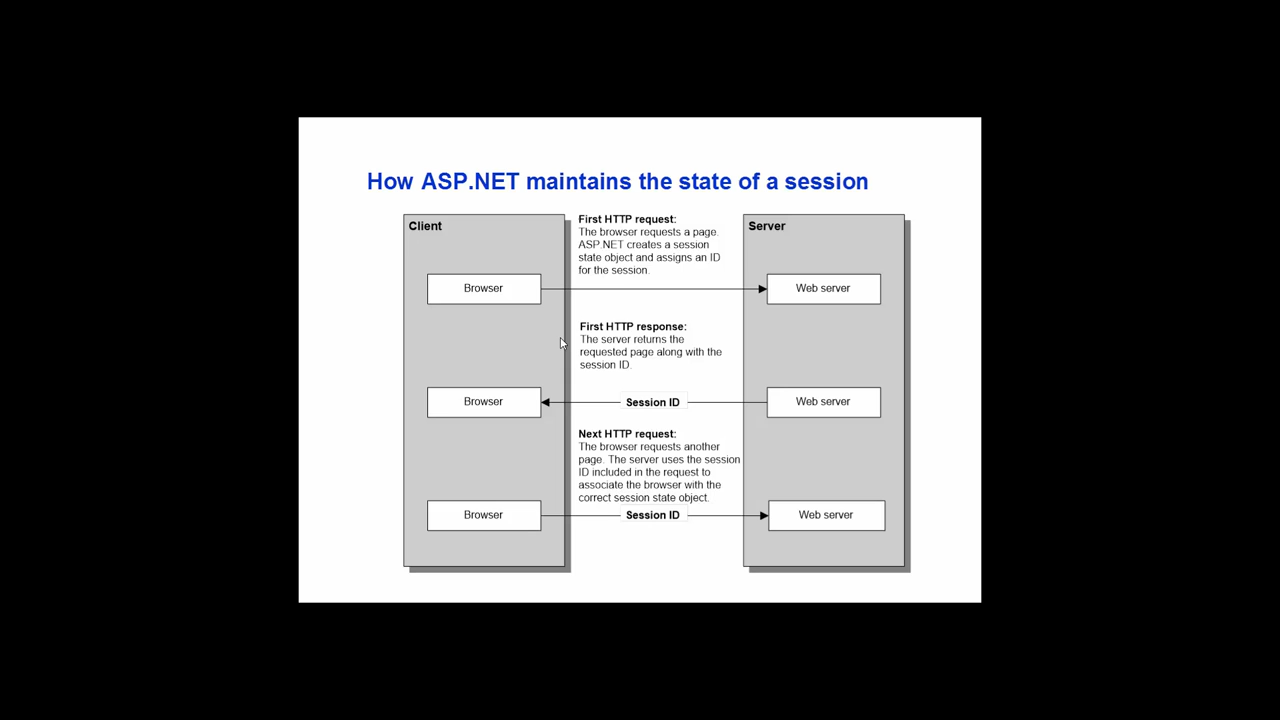 How ASP.NET maintains the state of a session
Client
First HTTP request:
The browser requests a page.
ASP.NET creates a session
state object and assigns an ID
for the session.
Server
Browser
Web server
First HTTP response:
The server returns the
requested page along with the
session ID.
Browser
Session ID
Web server
Next HTTP request:
The browser requests another
page. The server uses the session
ID included in the request to
associate the browser with the
correct session state object.
Browser
Session ID
Web server